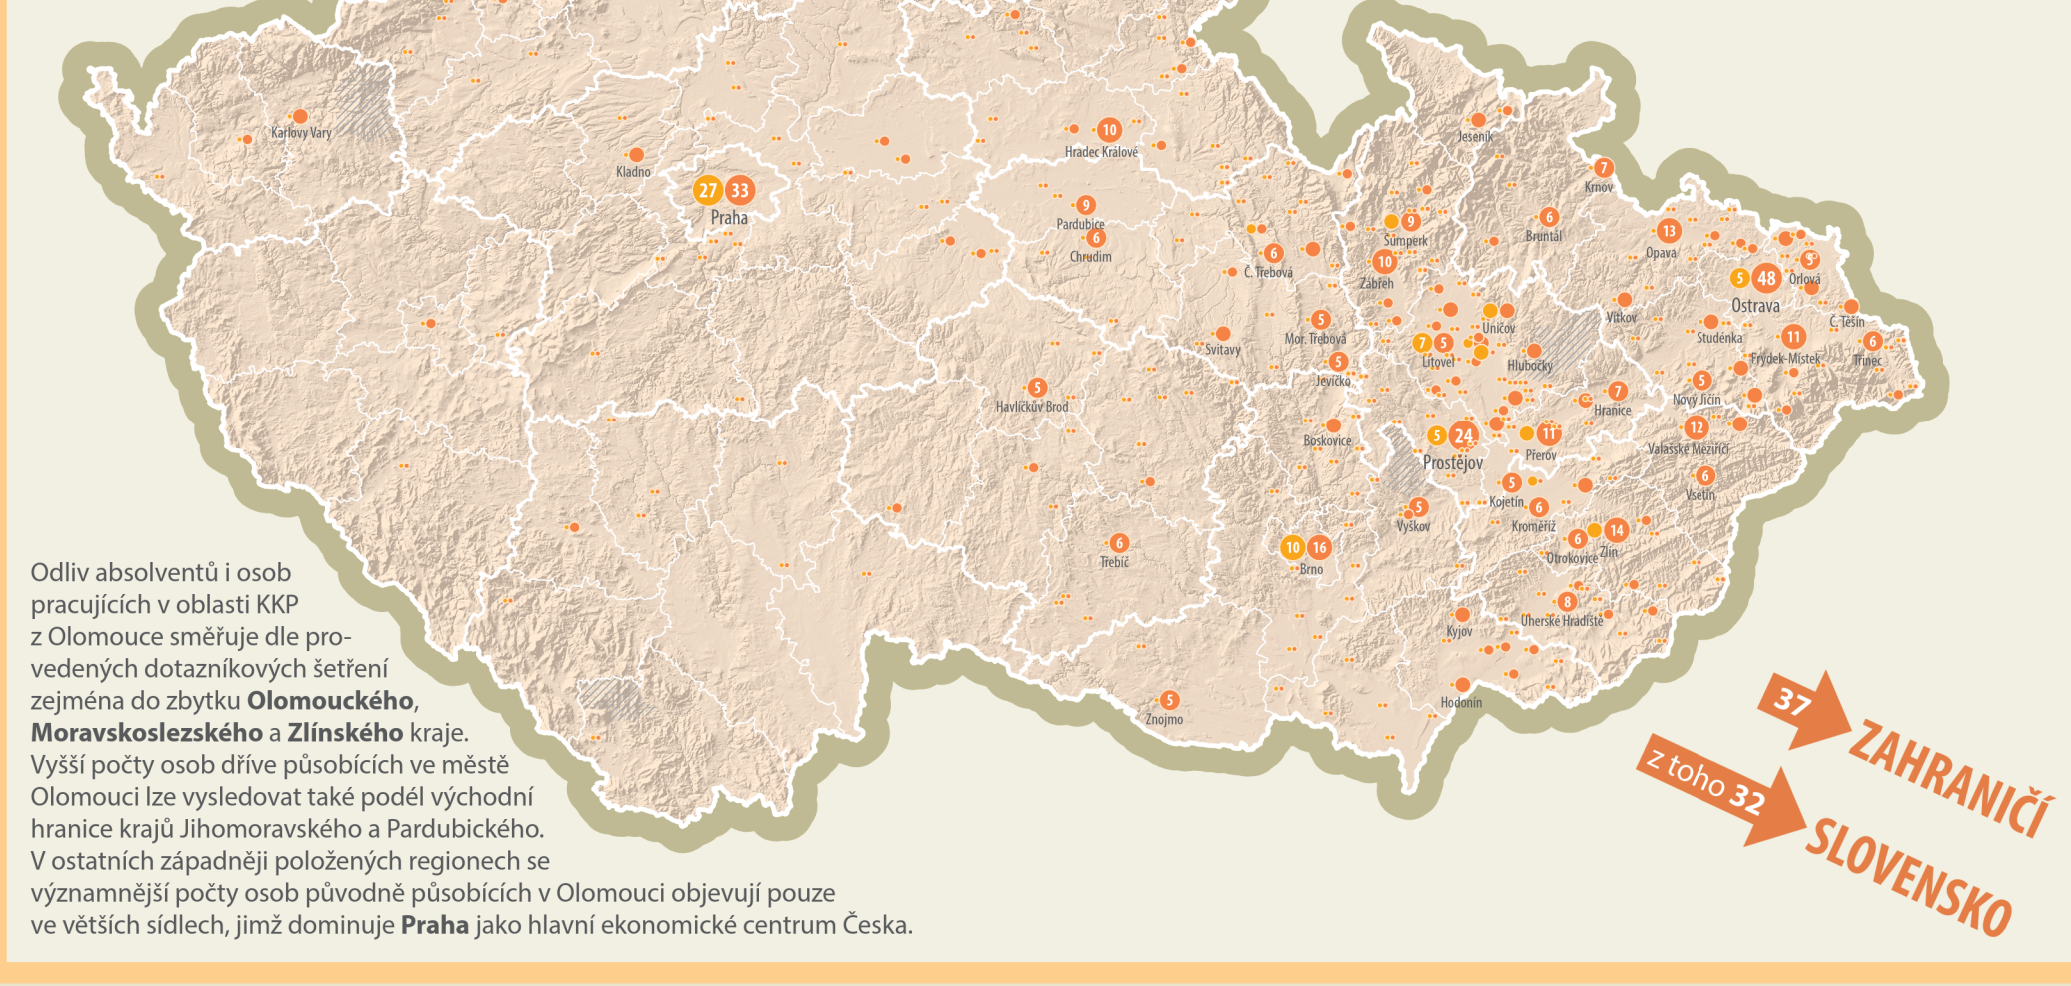 Karlovy Vary
Kladno
27
33
Praha
10
Hradec Králové
9
Pardubice
6
Chrudim
6
Č. Třebová
Jeseník
7
Krnov
6
Bruntál
9
Šumperk
10
Zábřeh
13
Opava
5
48
Ostrava
5
Orlová
Č. Těšín
Vítkov
Studénka
11
Frýdek-Místek
6
Třinec
Uničov
7
5
Litovel
Hlubočky
5
Mor. Třebová
Svitavy
5
Jevíčko
5
Havlíčkův Brod
7
Hranice
5
Nový Jičín
12
Valašské Meziříčí
Boskovice
5
24
Prostějov
11
Přerov
6
Vsetín
5
Kojetín
6
Kroměříž
5
Vyškov
6
Otrokovice
14
Zlín
10
16
Brno
6
Třebíč
8
Uherské Hradiště
Kyjov
Hodonín
5
Znojmo
Odliv absolventů i osob
pracujících v oblasti KKP
z Olomouce směřuje dle pro-
vedených dotazníkových šetření
zejména do zbytku Olomouckého,
Moravskoslezského a Zlínského kraje.
Vyšší počty osob dříve působících ve městě
Olomouci lze vysledovat také podél východní
hranice krajů Jihomoravského a Pardubického.
V ostatních západněji položených regionech se
významnější počty osob původně působících v Olomouci objevují pouze
ve větších sídlech, jimž dominuje Praha jako hlavní ekonomické centrum Česka.
37
ZAHRANIČÍ
z toho 32
SLOVENSKO